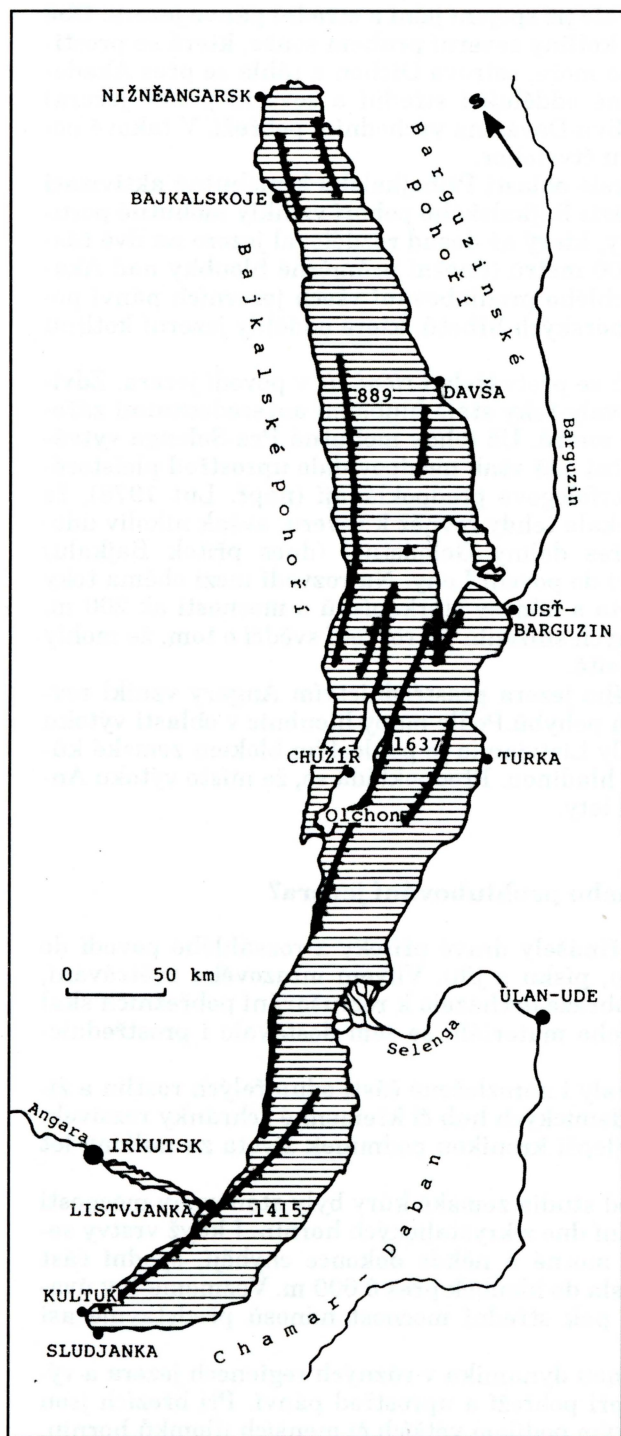 NIŽNĚANGARSK
S
BAJKALSKOJE
Barguzinské
pohoří
Bajkalské pohoří
DAVŠA
889
Barguzin
USŤ-
BARGUZIN
1637
CHUŽÍR
TURKA
Olchon
0 50 km
ULAN-UDE
Selenga
Angara
IRKUTSK
LISTVJANKA
1415
KULTUK
SLUDJANKA
Chamar-Daban